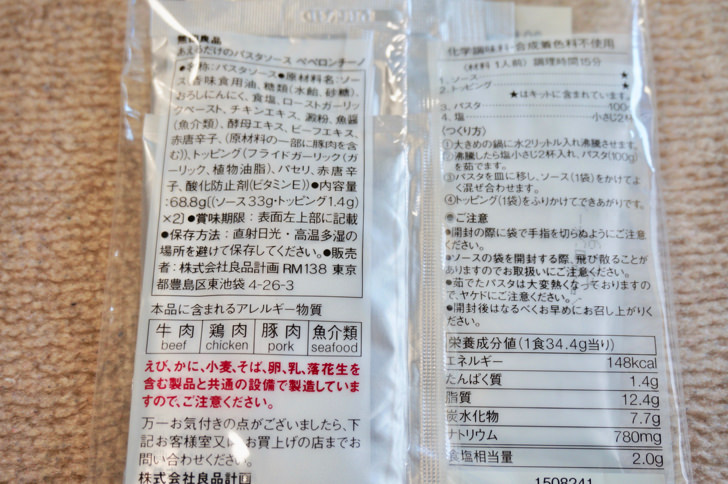 無印良品
あえるだけのパスタソース ペペロンチーノ
●名称:パスタソース●原材料名:ソー
ス(香味食用油、糖類(水飴、砂糖)、
おろしにんにく、食塩、ローストガーリッ
クペースト、チキンエキス、澱粉、魚醤
(魚介類)、酵母エキス、ビーフエキス、
赤唐辛子、(原材料の一部に豚肉を含
む))、トッピング(フライドガーリック(ガ
ーリック、植物油脂)、パセリ、赤唐辛
子、酸化防止剤(ビタミンE))●内容量
:68.8g((ソース33g・トッピング1.4g)
×2)●賞味期限:表面左上部に記載
●保存方法:直射日光・高温多湿の
場所を避けて保存してください。●販売
者:株式会社良品計画 RM138 東京
都豊島区東池袋 4-26-3
本品に含まれるアレルギー物質
牛肉 鶏肉 豚肉 魚介類
beef chicken pork seafood
えび、かに、小麦、そば、卵、乳、落花生を
含む製品と共通の設備で製造していま
すので、ご注意ください。
万一お気付きの点がございましたら、下
記お客様室又は、お買上げの店までお
問い合わせください。
株式会社良品計画
化学調味料・合成着色料不使用
(材料 1人前) 調理時間15分
1. ソース ★
2. トッピング ★
★はキットに含まれています。
3. パスタ 100g
4. 塩 小さじ2杯
〈つくり方〉
①大きめの鍋に水2リットル入れ沸騰させます。
②沸騰したら塩小さじ2杯入れ、パスタ(100g)
を茹でます。
③パスタを皿に移し、ソース(1袋)をかけてよ
く混ぜ合わせます。
④トッピング(1袋)をふりかけてできあがりです。
●ご注意
●開封の際に袋で手指を切らぬようにご注意
ください。
●ソースの袋を開封する際、飛び散ることが
ありますのでお取扱いにご注意ください。
●茹でたパスタは大変熱くなっておりますの
で、ヤケドにご注意ください。
●開封後はなるべくお早めにお召し上がりく
ださい。
栄養成分値(1食34.4g当り)
エネルギー 148kcal
たんぱく質 1.4g
脂質 12.4g
炭水化物 7.7g
ナトリウム 780mg
食塩相当量 2.0g
1508241